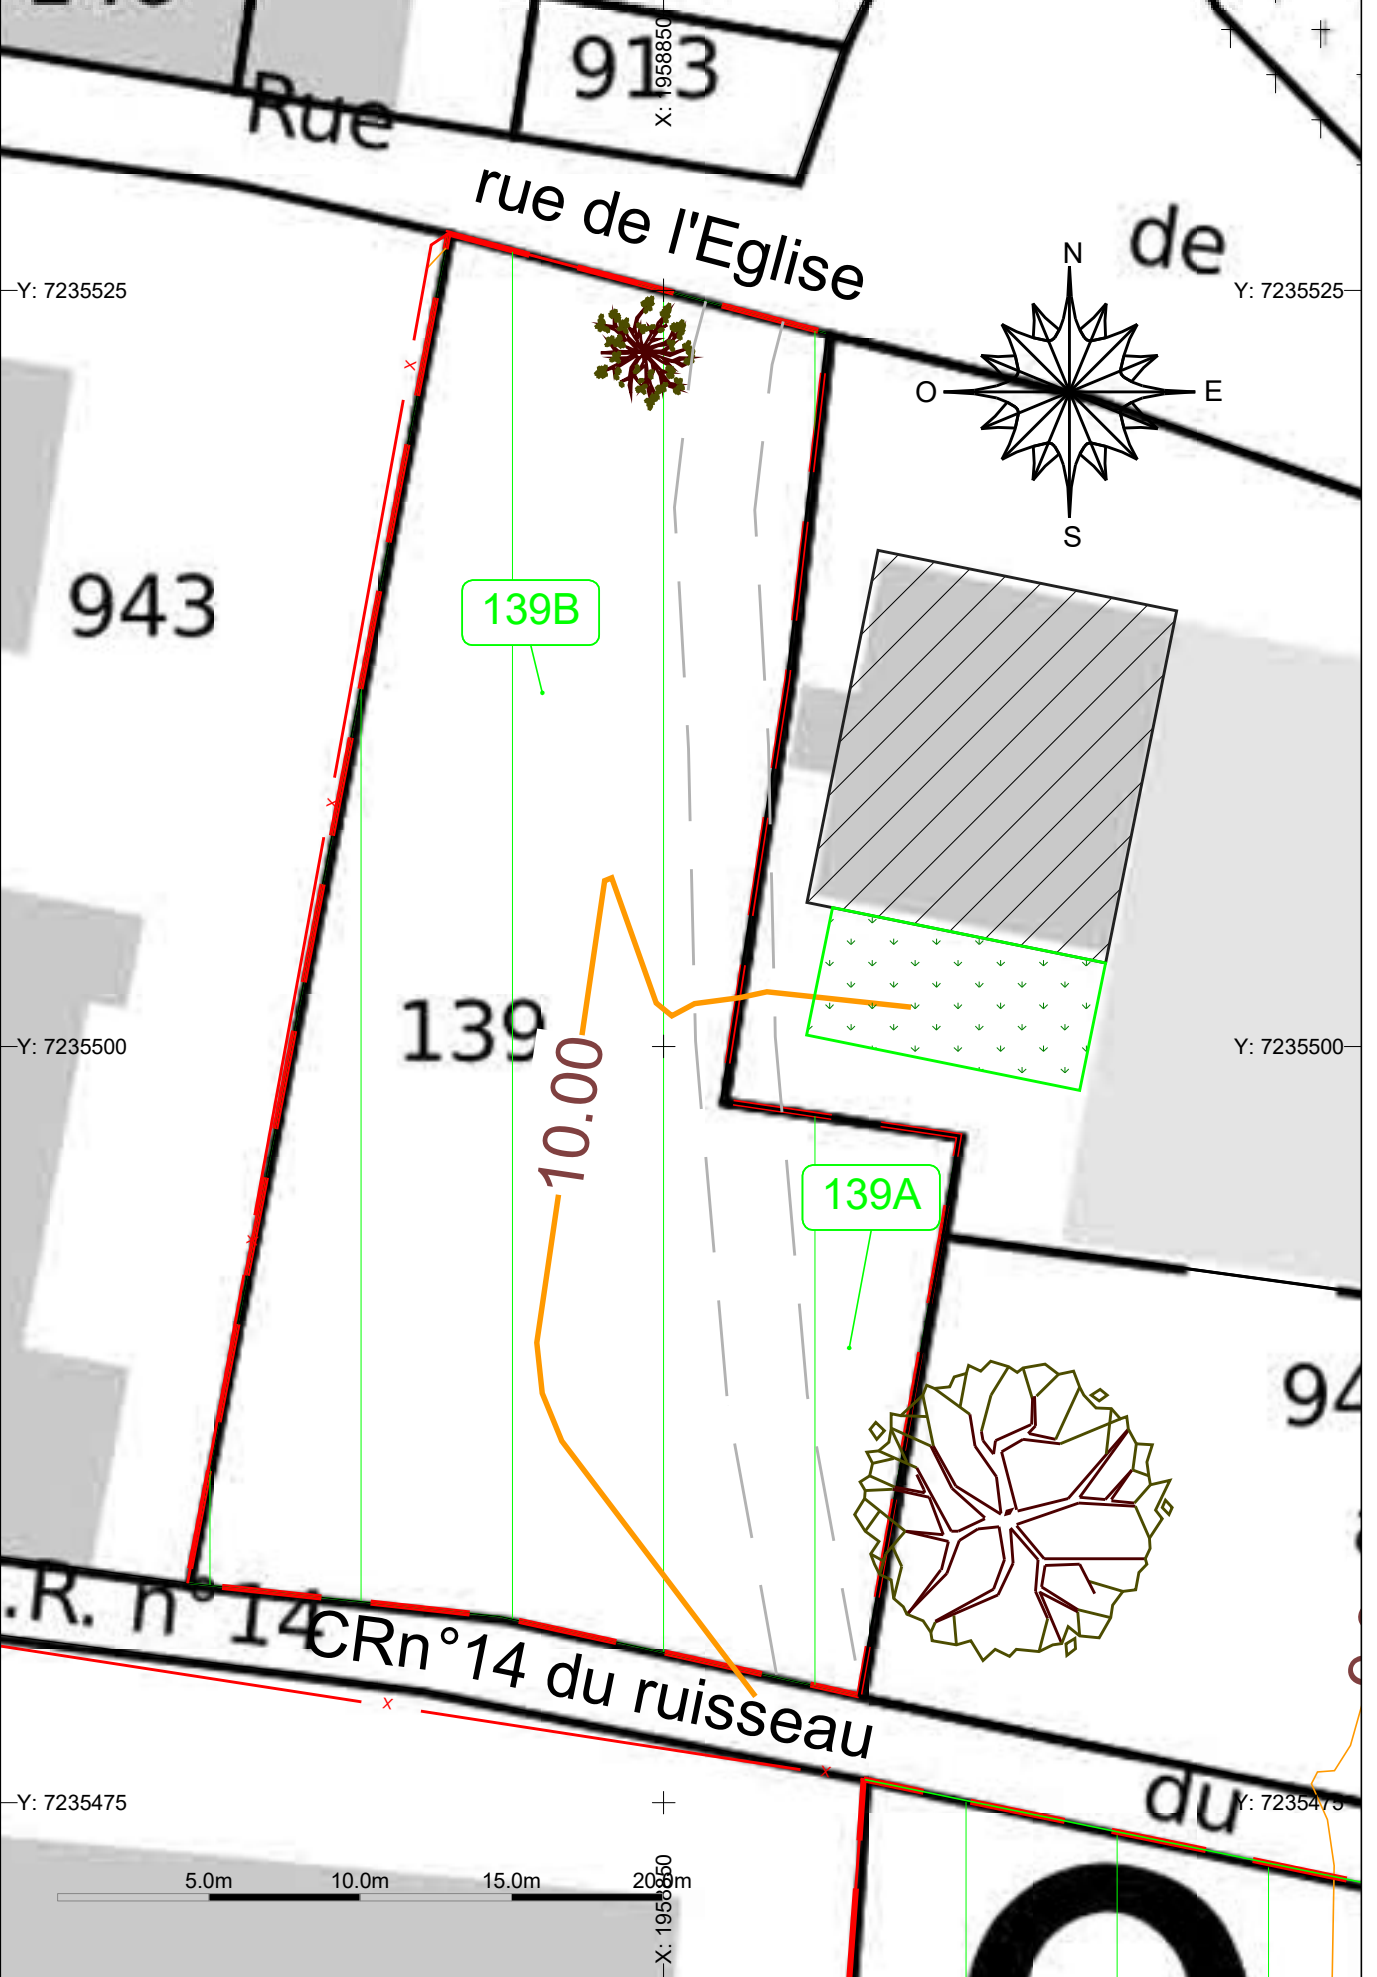 913
X: 1958850
Rue
rue de l'Eglise
de
N
Y: 7235525
Y: 7235525
O
E
S
x
943
139B
x
139
10.00
Y: 7235500
Y: 7235500
139A
x
94
.R. n°14
CRn°14 du ruisseau
x
x
du
Y: 7235475
Y: 7235475
5.0m
10.0m
15.0m
20.0m
X: 1958850